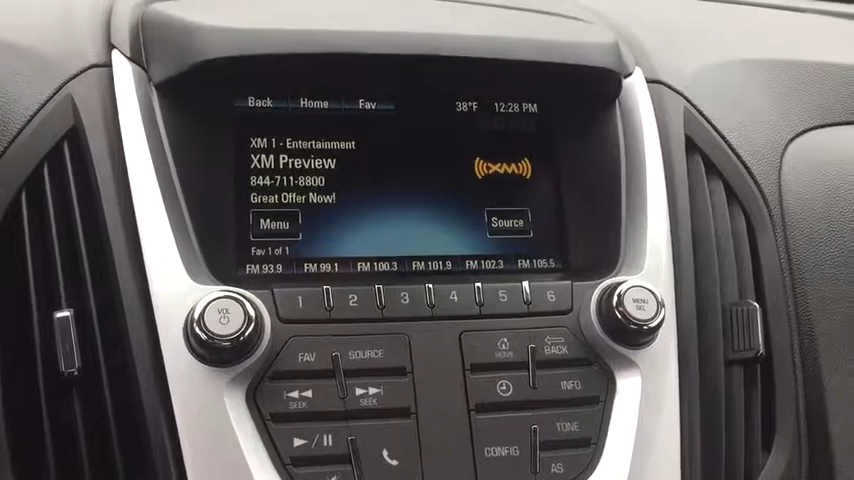 Back Home Fav 38°F 12:28 PM
XM 1 - Entertainment
XM Preview
844-711-8800
Great Offer Now!
((XM))
Menu Source
Fav 1 of 1
FM 93.9 FM 99.1 FM 100.3 FM 101.9 FM 102.3 FM 105.5
1 2 3 4 5 6
VOL
MENU
SEL
FAV SOURCE
HOME BACK
SEEK SEEK
INFO
TONE
CONFIG
AS